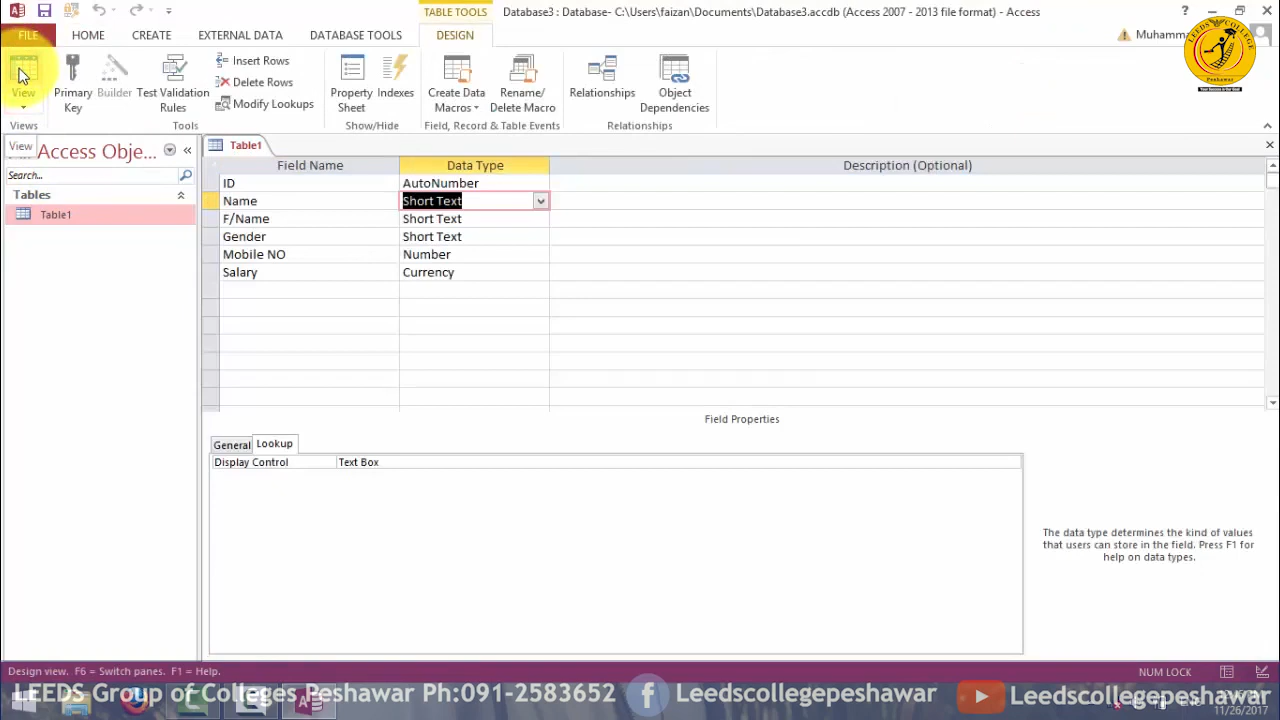 TABLE TOOLS
Database3 : Database- C:\Users\faizan\Documents\Database3.accdb (Access 2007 - 2013 file format) - Access
FILE
HOME
CREATE
EXTERNAL DATA
DATABASE TOOLS
DESIGN
Muhamma
LEEDS COLLEGE
Peshawar
View
Primary
Key
Builder
Test Validation
Rules
Insert Rows
Delete Rows
Modify Lookups
Property
Sheet
Indexes
Create Data
Macros
Rename/
Delete Macro
Relationships
Object
Dependencies
Views
Tools
Show/Hide
Field, Record & Table Events
Relationships
View
Access Obje...
Search...
Tables
Table1
Table1
Field Name Data Type Description (Optional)
ID AutoNumber
Name Short Text
F/Name Short Text
Gender Short Text
Mobile NO Number
Salary Currency
Field Properties
General Lookup
Display Control Text Box
The data type determines the kind of values
that users can store in the field. Press F1 for
help on data types.
Design view. F6 = Switch panes. F1 = Help.
NUM LOCK
LEEDS Group of Colleges Peshawar Ph:091-2583652
Leedscollegepeshawar
Leedscollegepeshawar
11/26/2017